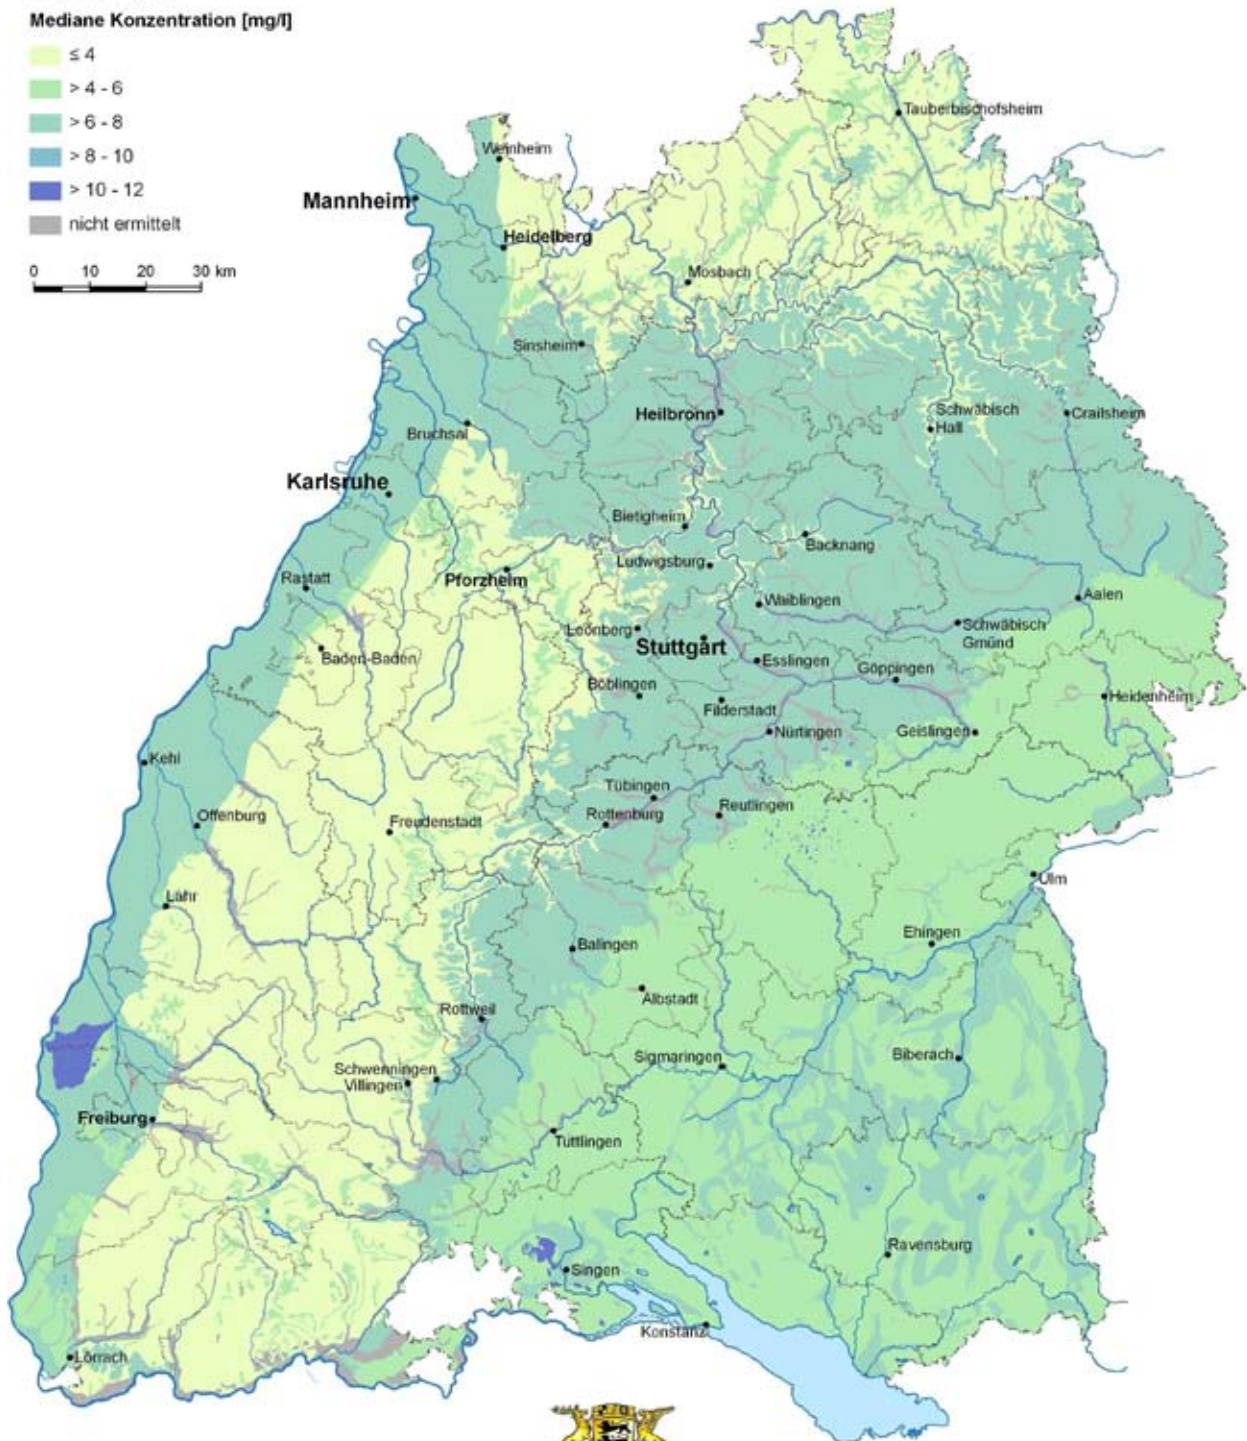 Mediane Konzentration [mg/l]
≤ 4
> 4 - 6
> 6 - 8
> 8 - 10
> 10 - 12
nicht ermittelt
0 10 20 30 km
Tauberbischofsheim
Weinheim
Mannheim
Heidelberg
Mosbach
Sinsheim
Heilbronn
Schwäbisch
Hall
Crailsheim
Bruchsal
Karlsruhe
Bietigheim
Backnang
Ludwigsburg
Pforzheim
Rastatt
Waiblingen
Aalen
Leonberg
Schwäbisch
Gmünd
Stuttgart
Baden-Baden
Esslingen
Göppingen
Böblingen
Heidenheim
Filderstadt
Nürtingen
Geislingen
Kehl
Tübingen
Reutlingen
Offenburg
Freudenstadt
Rottenburg
Ulm
Lahr
Ehingen
Balingen
Albstadt
Rottweil
Sigmaringen
Biberach
Schwenningen
Villingen
Freiburg
Tuttlingen
Ravensburg
Singen
Konstanz
Lörrach